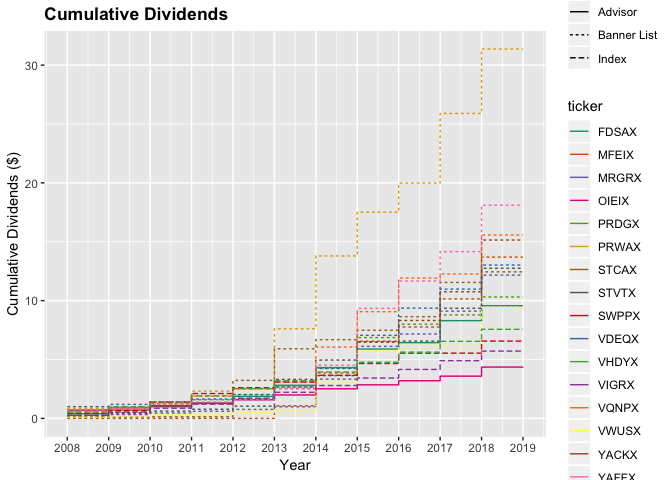 Cumulative Dividends
Cumulative Dividends ($)
30
20
10
0
2008 2009 2010 2011 2012 2013 2014 2015 2016 2017 2018 2019
Year
Advisor
Banner List
Index
ticker
FDSAX
MFEIX
MRGRX
OIEIX
PRDGX
PRWAX
STCAX
STVTX
SWPPX
VDEQX
VHDYX
VIGRX
VQNPX
VWUSX
YACKX